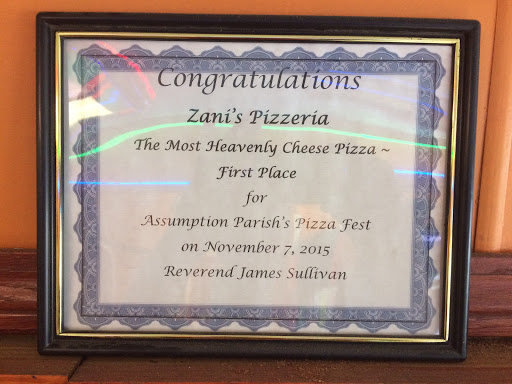 Congratulations
Zani's Pizzeria
The Most Heavenly Cheese Pizza ~
First Place
for
Assumption Parish's Pizza Fest
on November 7, 2015
Reverend James Sullivan